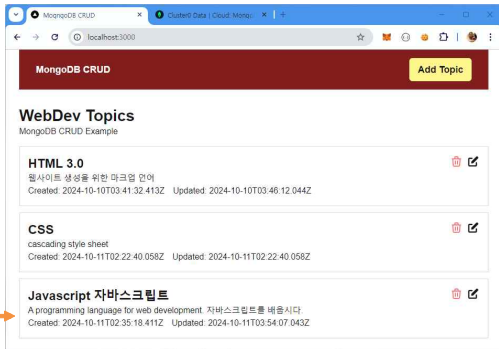 MoqngoDB CRUD
Cluster0 Data | Cloud: Mong
localhost:3000
MongoDB CRUD
Add Topic
WebDev Topics
MongoDB CRUD Example
HTML 3.0
웹사이트 생성을 위한 마크업 언어
Created: 2024-10-10T03:41:32.413Z Updated: 2024-10-10T03:46:12.044Z
CSS
cascading style sheet
Created: 2024-10-11T02:22:40.058Z Updated: 2024-10-11T02:22:40.058Z
Javascript 자바스크립트
A programming language for web development. 자바스크립트를 배웁시다.
Created: 2024-10-11T02:35:18.411Z Updated: 2024-10-11T03:54:07.043Z